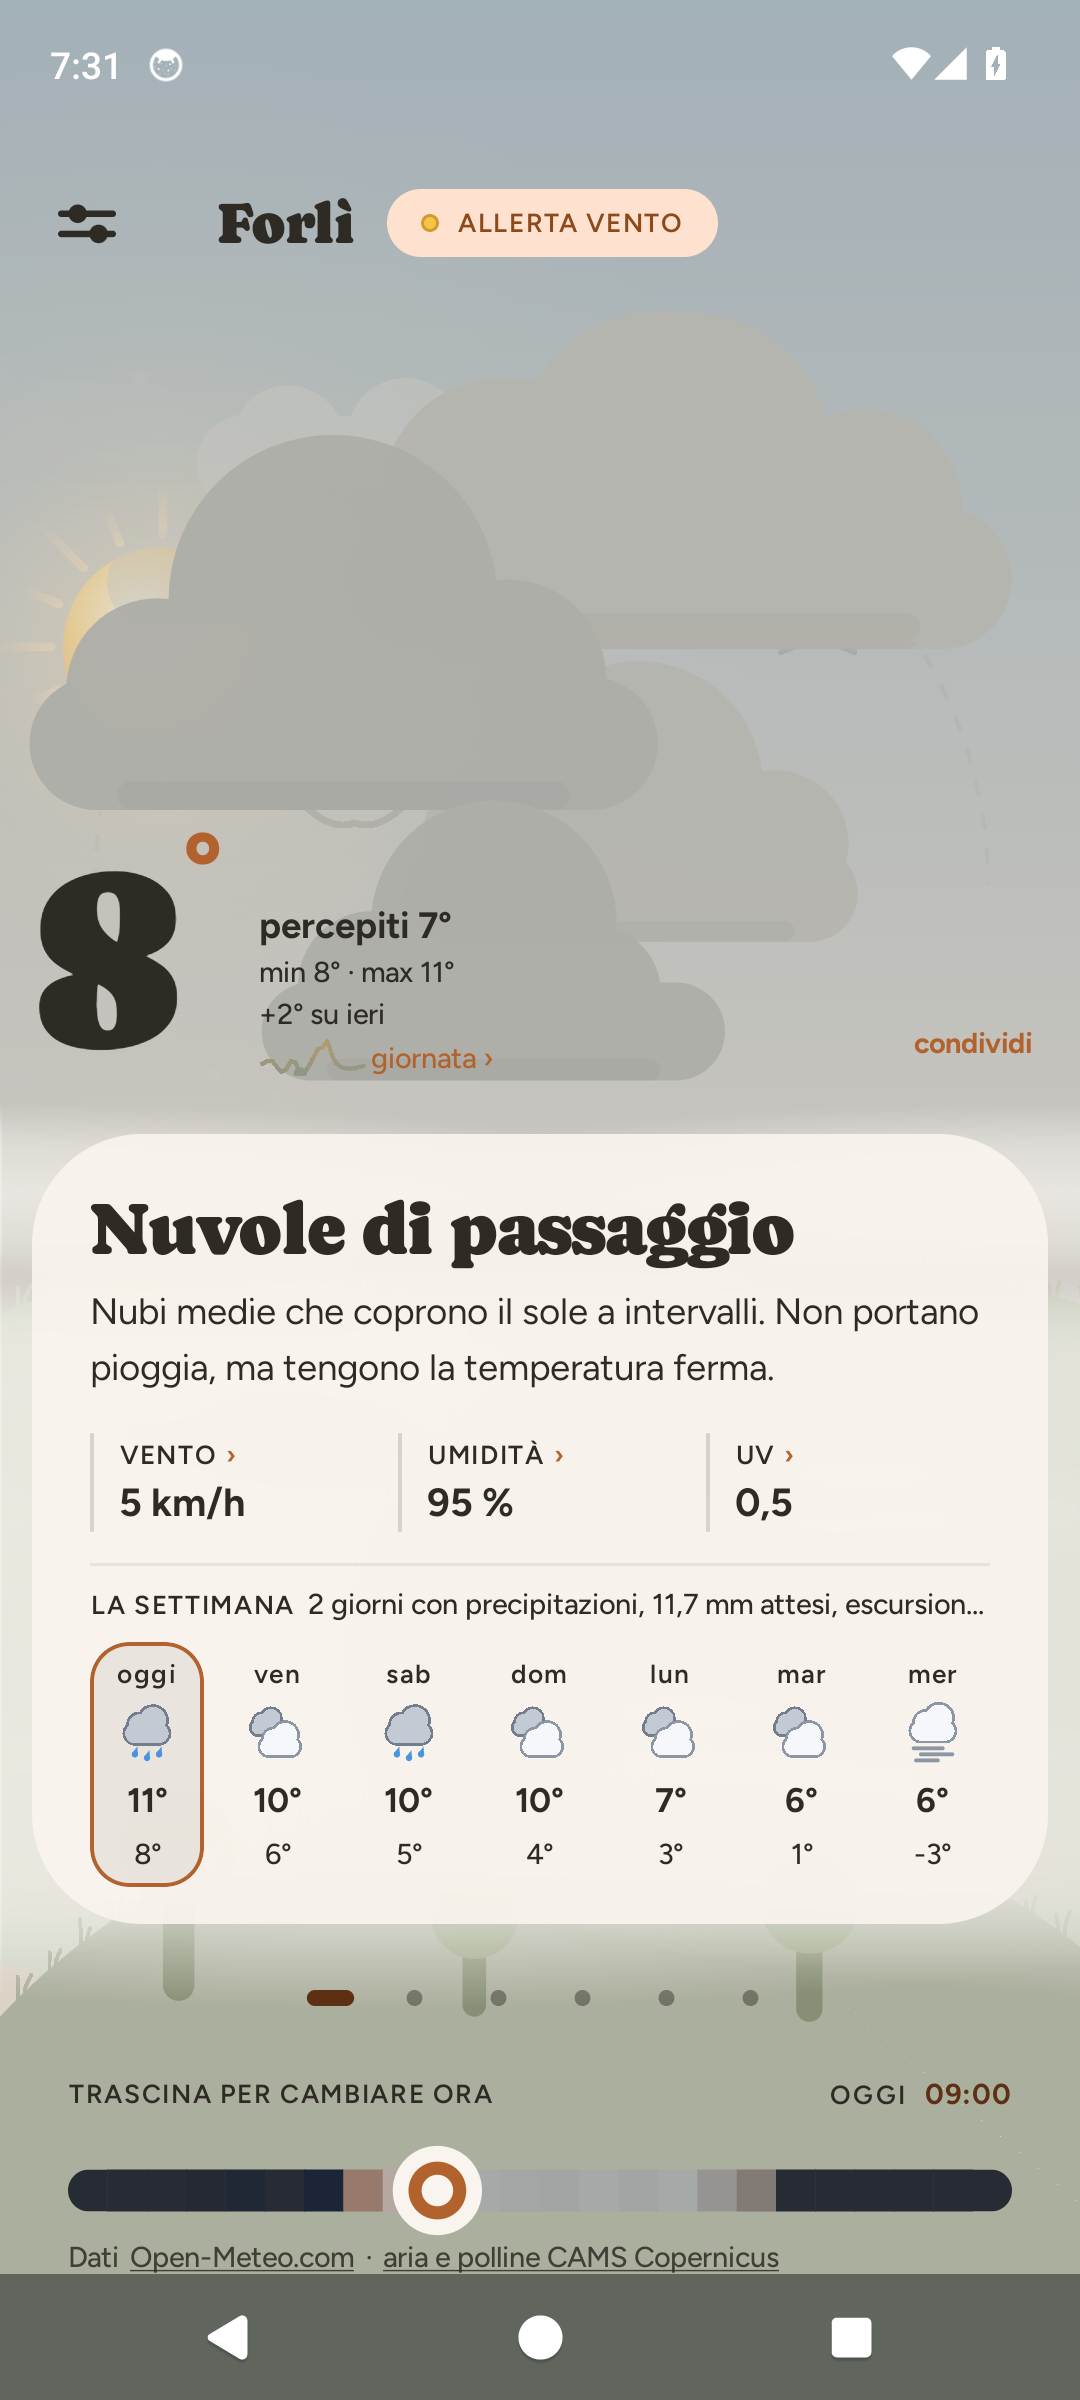 7:31
Forlì
ALLERTA VENTO
8°
percepiti 7°
min 8° · max 11°
+2° su ieri
giornata ›
condividi
Nuvole di passaggio
Nubi medie che coprono il sole a intervalli. Non portano
pioggia, ma tengono la temperatura ferma.
VENTO › UMIDITÀ › UV ›
5 km/h 95 % 0,5
LA SETTIMANA 2 giorni con precipitazioni, 11,7 mm attesi, escursion...
oggi ven sab dom lun mar mer
11° 10° 10° 10° 7° 6° 6°
8° 6° 5° 4° 3° 1° -3°
TRASCINA PER CAMBIARE ORA OGGI 09:00
Dati Open-Meteo.com · aria e polline CAMS Copernicus